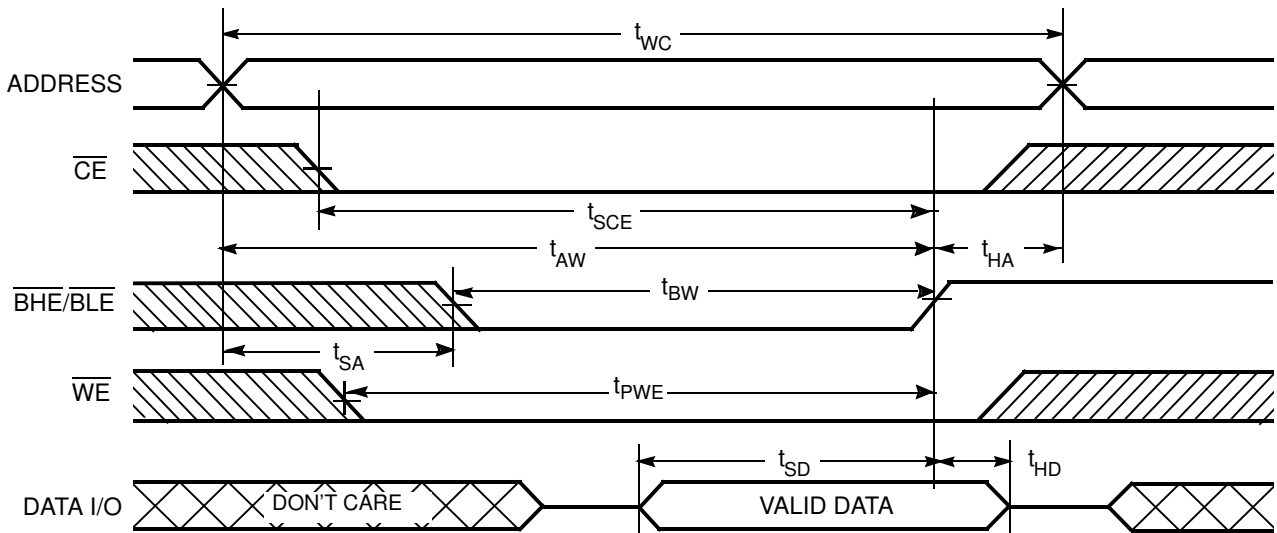 tWC
ADDRESS
CE
tSCE
tAW
tHA
BHE/BLE
tBW
tSA
WE
tPWE
tSD
tHD
DATA I/O
DON'T CARE
VALID DATA